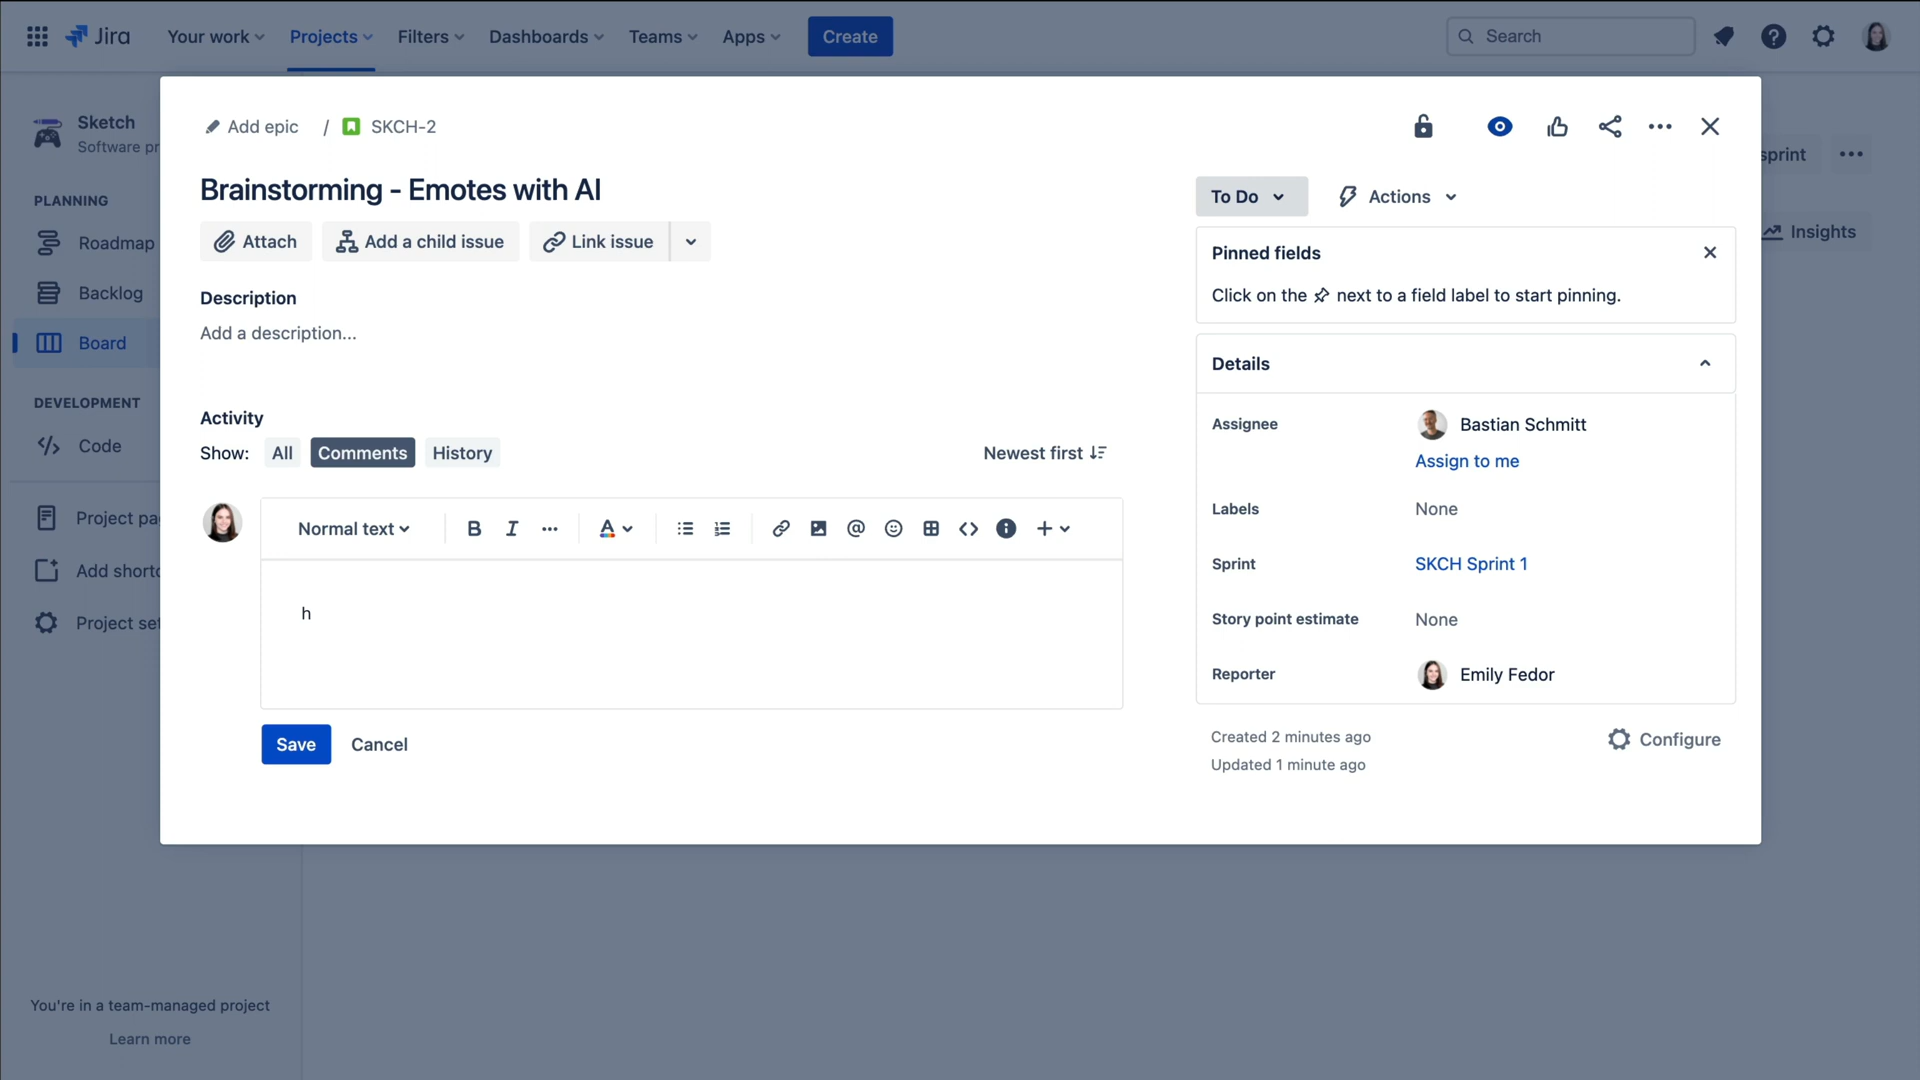 Jira
Your work
Projects
Filters
Dashboards
Teams
Apps
Create
Search
Sketch
Software pr
PLANNING
Roadmap
Backlog
Board
DEVELOPMENT
Code
Project pa
Add shortc
Project set
You're in a team-managed project
Learn more
sprint
Insights
Add epic / SKCH-2
Brainstorming - Emotes with AI
Attach
Add a child issue
Link issue
Description
Add a description...
Activity
Show: All Comments History
Newest first
Normal text
B I A @ +
h
Save
Cancel
To Do
Actions
Pinned fields
Click on the next to a field label to start pinning.
Details
Assignee
Bastian Schmitt
Assign to me
Labels
None
Sprint
SKCH Sprint 1
Story point estimate
None
Reporter
Emily Fedor
Created 2 minutes ago
Updated 1 minute ago
Configure